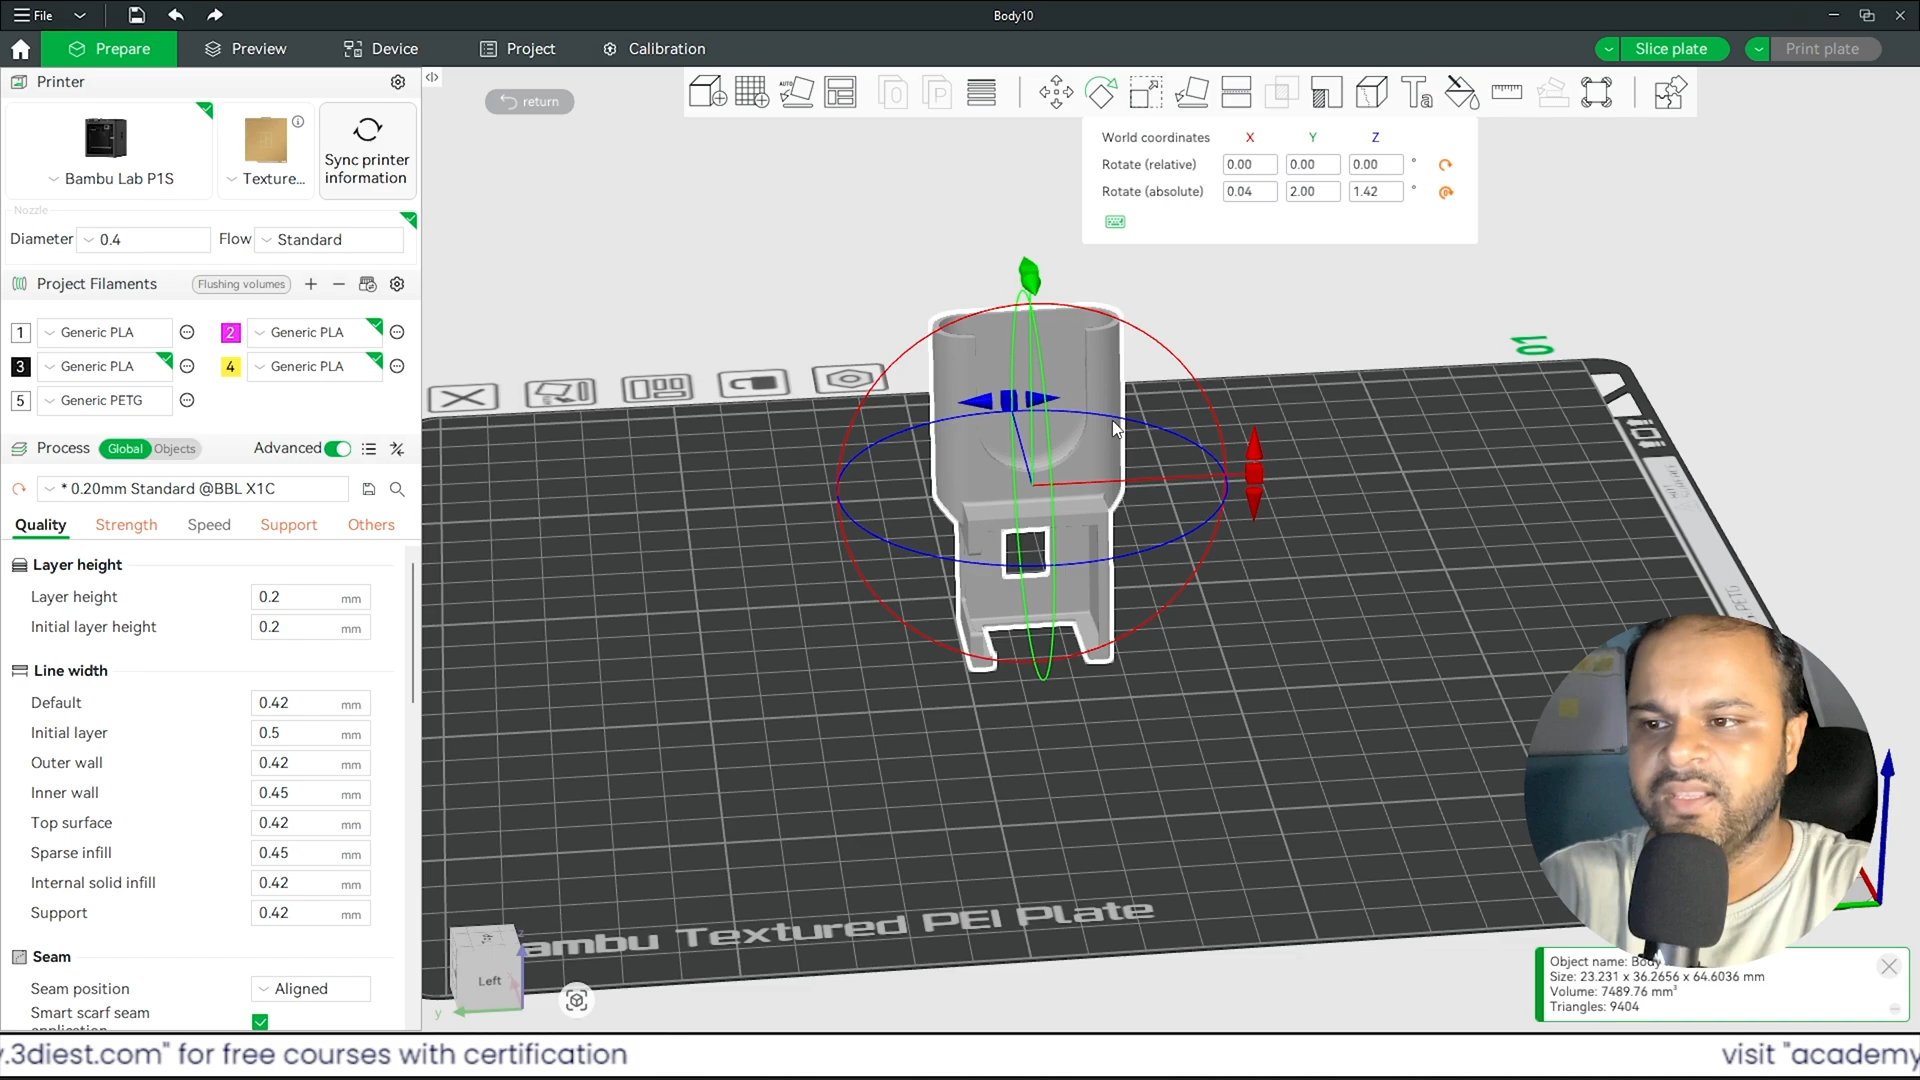 File
Body10
Prepare
Preview
Device
Project
Calibration
Slice plate
Print plate
Printer
return
World coordinates X Y Z
Rotate (relative) 0.00 0.00 0.00 °
Rotate (absolute) 0.04 2.00 1.42 °
Bambu Lab P1S
Texture...
Sync printer
information
Nozzle
Diameter 0.4 Flow Standard
Project Filaments Flushing volumes
1 Generic PLA 2 Generic PLA
3 Generic PLA 4 Generic PLA
5 Generic PETG
Process Global Objects Advanced
* 0.20mm Standard @BBL X1C
Quality Strength Speed Support Others
Layer height
Layer height 0.2 mm
Initial layer height 0.2 mm
Line width
Default 0.42 mm
Initial layer 0.5 mm
Outer wall 0.42 mm
Inner wall 0.45 mm
Top surface 0.42 mm
Sparse infill 0.45 mm
Internal solid infill 0.42 mm
Support 0.42 mm
Seam
Seam position Aligned
Smart scarf seam
application
01
ambu Textured PEI Plate
Left
y
Object name: Body
Size: 23.231 x 36.2656 x 64.6036 mm
Volume: 7489.76 mm³
Triangles: 9404
y.3diest.com" for free courses with certification
visit "academy